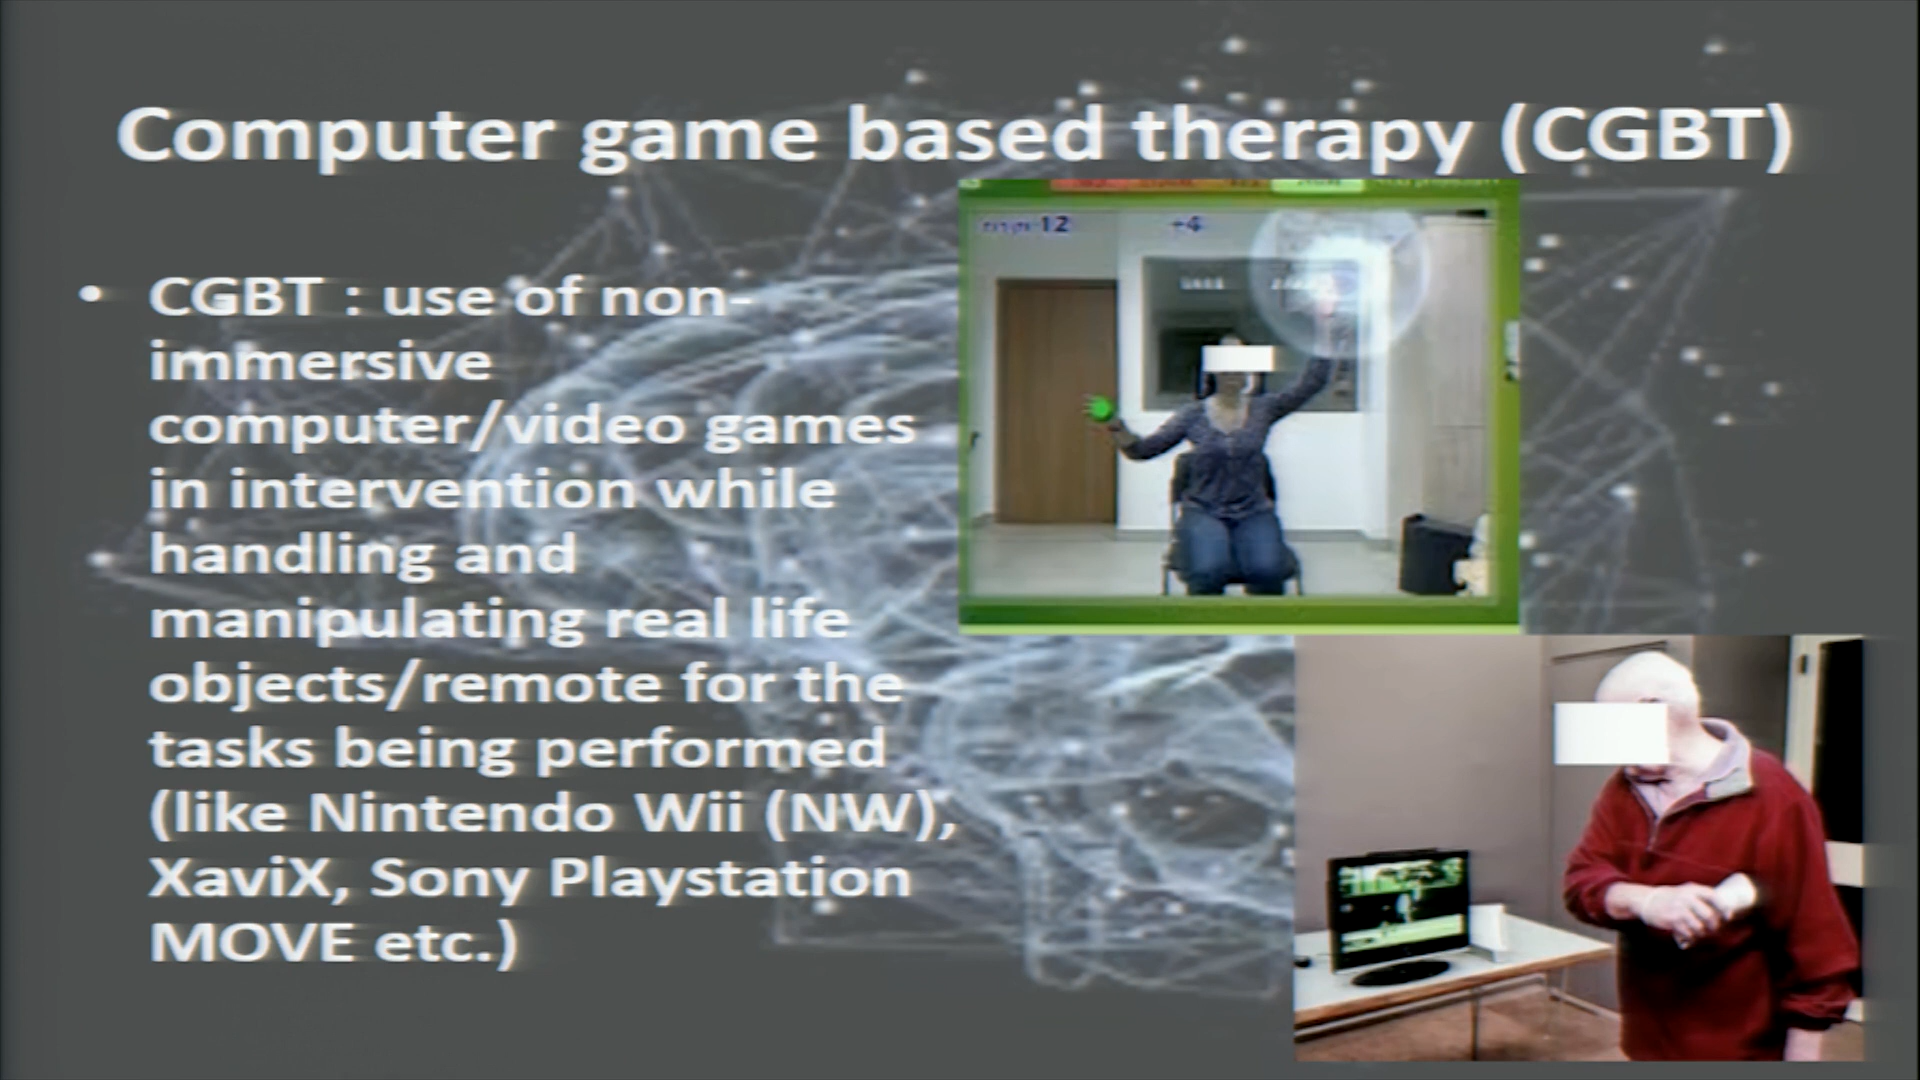 Computer game based therapy (CGBT)
• CGBT : use of non-
immersive
computer/video games
in intervention while
handling and
manipulating real life
objects/remote for the
tasks being performed
(like Nintendo Wii (NW),
XaviX, Sony Playstation
MOVE etc.)
12
+4